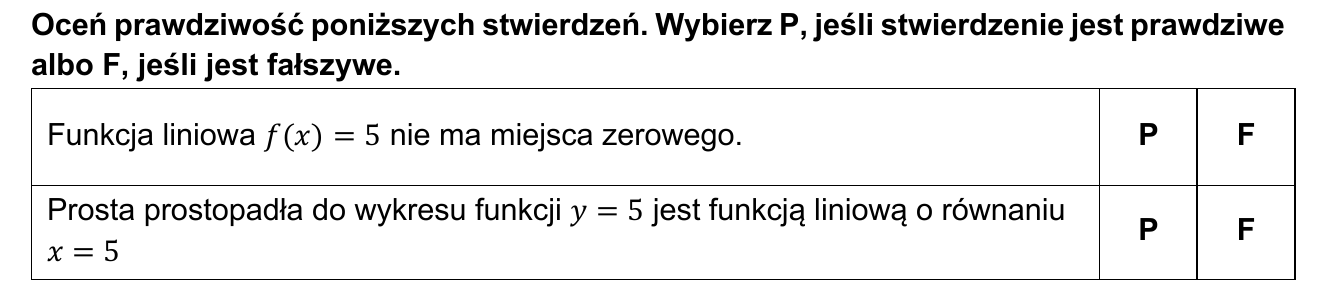 Oceń prawdziwość poniższych stwierdzeń. Wybierz P, jeśli stwierdzenie jest prawdziwe
albo F, jeśli jest fałszywe.
Funkcja liniowa f(x) = 5 nie ma miejsca zerowego. P F
Prosta prostopadła do wykresu funkcji y = 5 jest funkcją liniową o równaniu
x = 5 P F